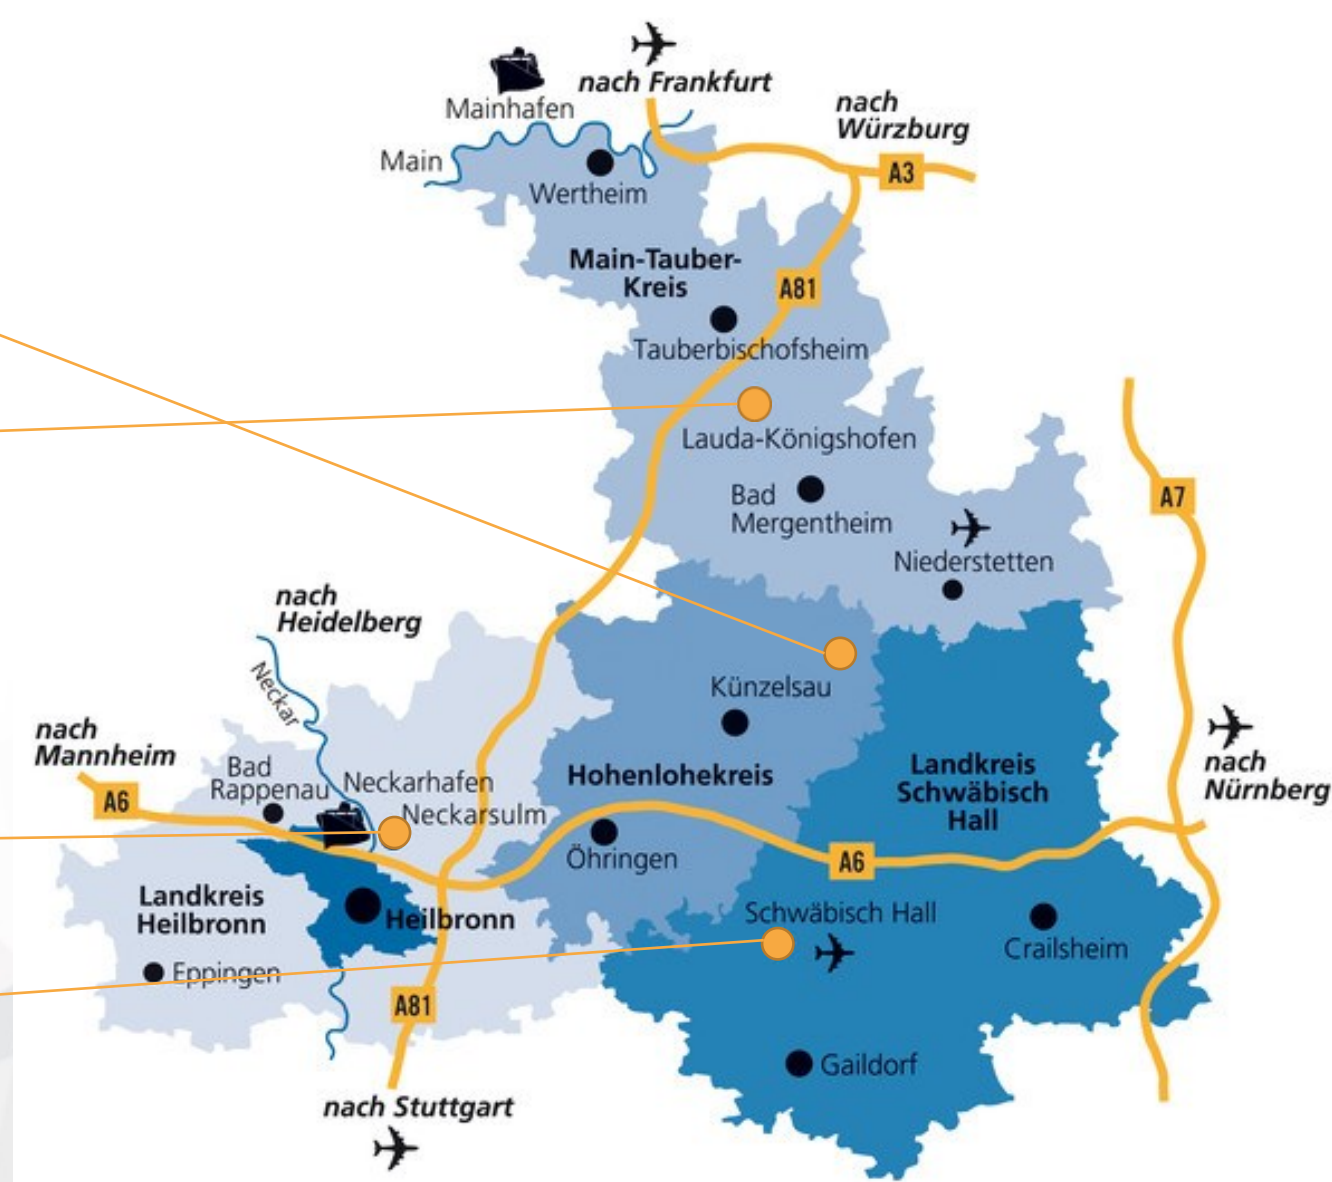 nach Frankfurt
Mainhafen
nach
Würzburg
Main
A3
Wertheim
Main-Tauber-
Kreis
A81
Tauberbischofsheim
Lauda-Königshofen
Bad
Mergentheim
A7
Niederstetten
nach
Heidelberg
Neckar
Künzelsau
nach
Mannheim
A6
Bad
Rappenau
Neckarhafen
Neckarsulm
Hohenlohekreis
Landkreis
Schwäbisch
Hall
nach
Nürnberg
Öhringen
A6
Landkreis
Heilbronn
Heilbronn
Schwäbisch Hall
Crailsheim
Eppingen
A81
Gaildorf
nach Stuttgart